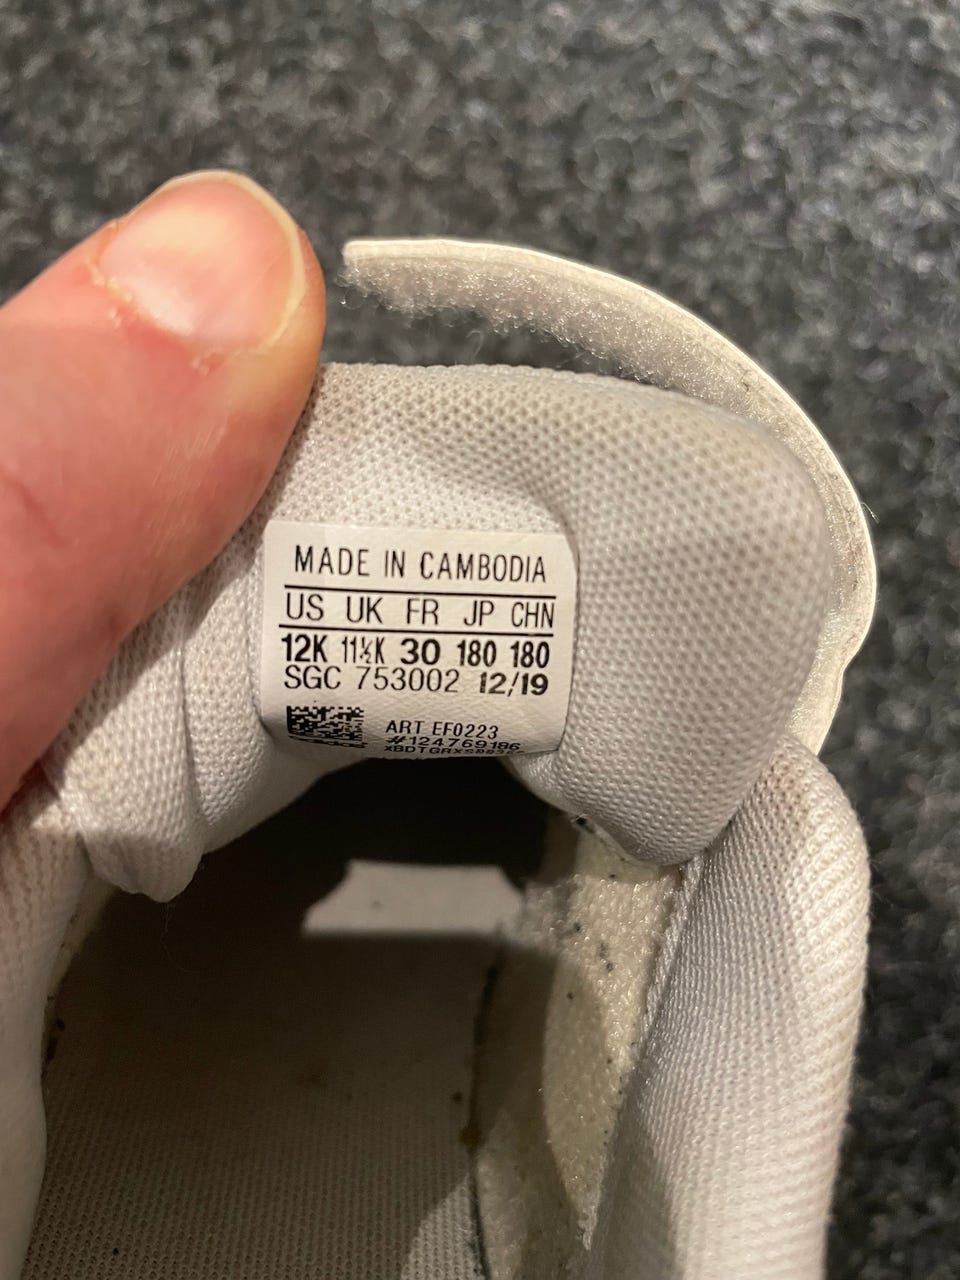 MADE IN CAMBODIA
US UK FR JP CHN
12K 11½K 30 180 180
SGC 753002 12/19
ART EF0223
#124769186